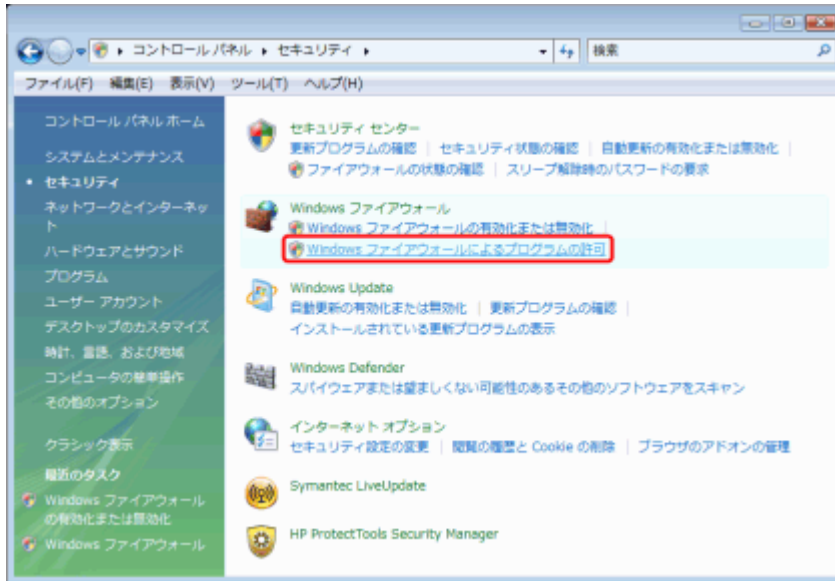 コントロール パネル ▸ セキュリティ ▸
検索
ファイル(F) 編集(E) 表示(V) ツール(T) ヘルプ(H)
コントロール パネル ホーム
システムとメンテナンス
• セキュリティ
ネットワークとインターネッ
ト
ハードウェアとサウンド
プログラム
ユーザー アカウント
デスクトップのカスタマイズ
時計、言語、および地域
コンピュータの簡単操作
その他のオプション
クラシック表示
最近のタスク
Windows ファイアウォール
の有効化または無効化
Windows ファイアウォール
セキュリティ センター
更新プログラムの確認 | セキュリティ状態の確認 | 自動更新の有効化または無効化 |
ファイアウォールの状態の確認 | スリープ解除時のパスワードの要求
Windows ファイアウォール
Windows ファイアウォールの有効化または無効化 |
Windows ファイアウォールによるプログラムの許可
Windows Update
自動更新の有効化または無効化 | 更新プログラムの確認 |
インストールされている更新プログラムの表示
Windows Defender
スパイウェアまたは望ましくない可能性のあるその他のソフトウェアをスキャン
インターネット オプション
セキュリティ設定の変更 | 閲覧の履歴と Cookie の削除 | ブラウザのアドオンの管理
Symantec LiveUpdate
HP ProtectTools Security Manager